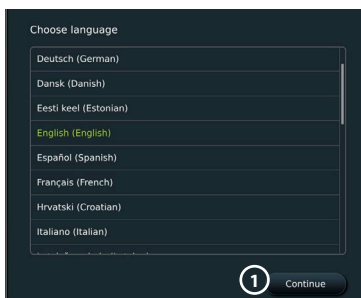 Choose language
Deutsch (German)
Dansk (Danish)
Eesti keel (Estonian)
English (English)
Español (Spanish)
Français (French)
Hrvatski (Croatian)
Italiano (Italian)
1 Continue